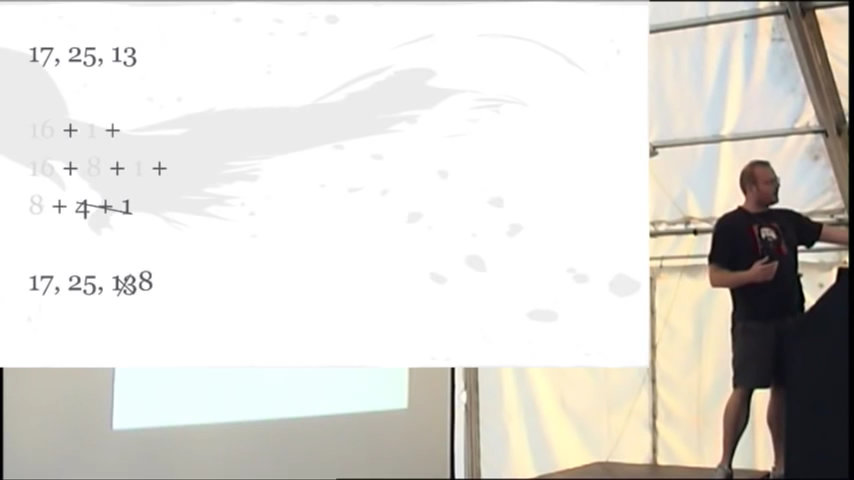 17, 25, 13
16 + 1 +
16 + 8 + 1 +
8 + 4 + 1
17, 25, 138